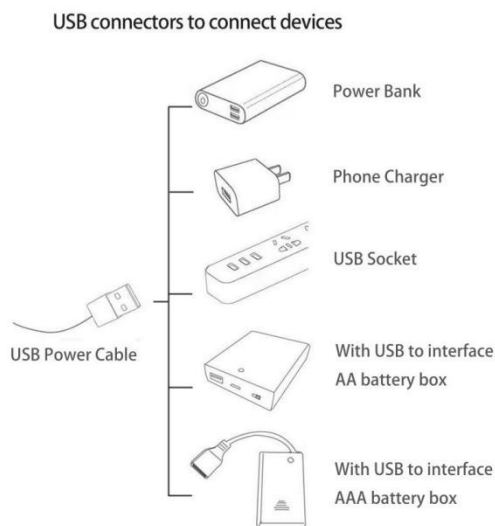 USB connectors to connect devices
Power Bank
Phone Charger
USB Socket
USB Power Cable
With USB to interface
AA battery box
With USB to interface
AAA battery box